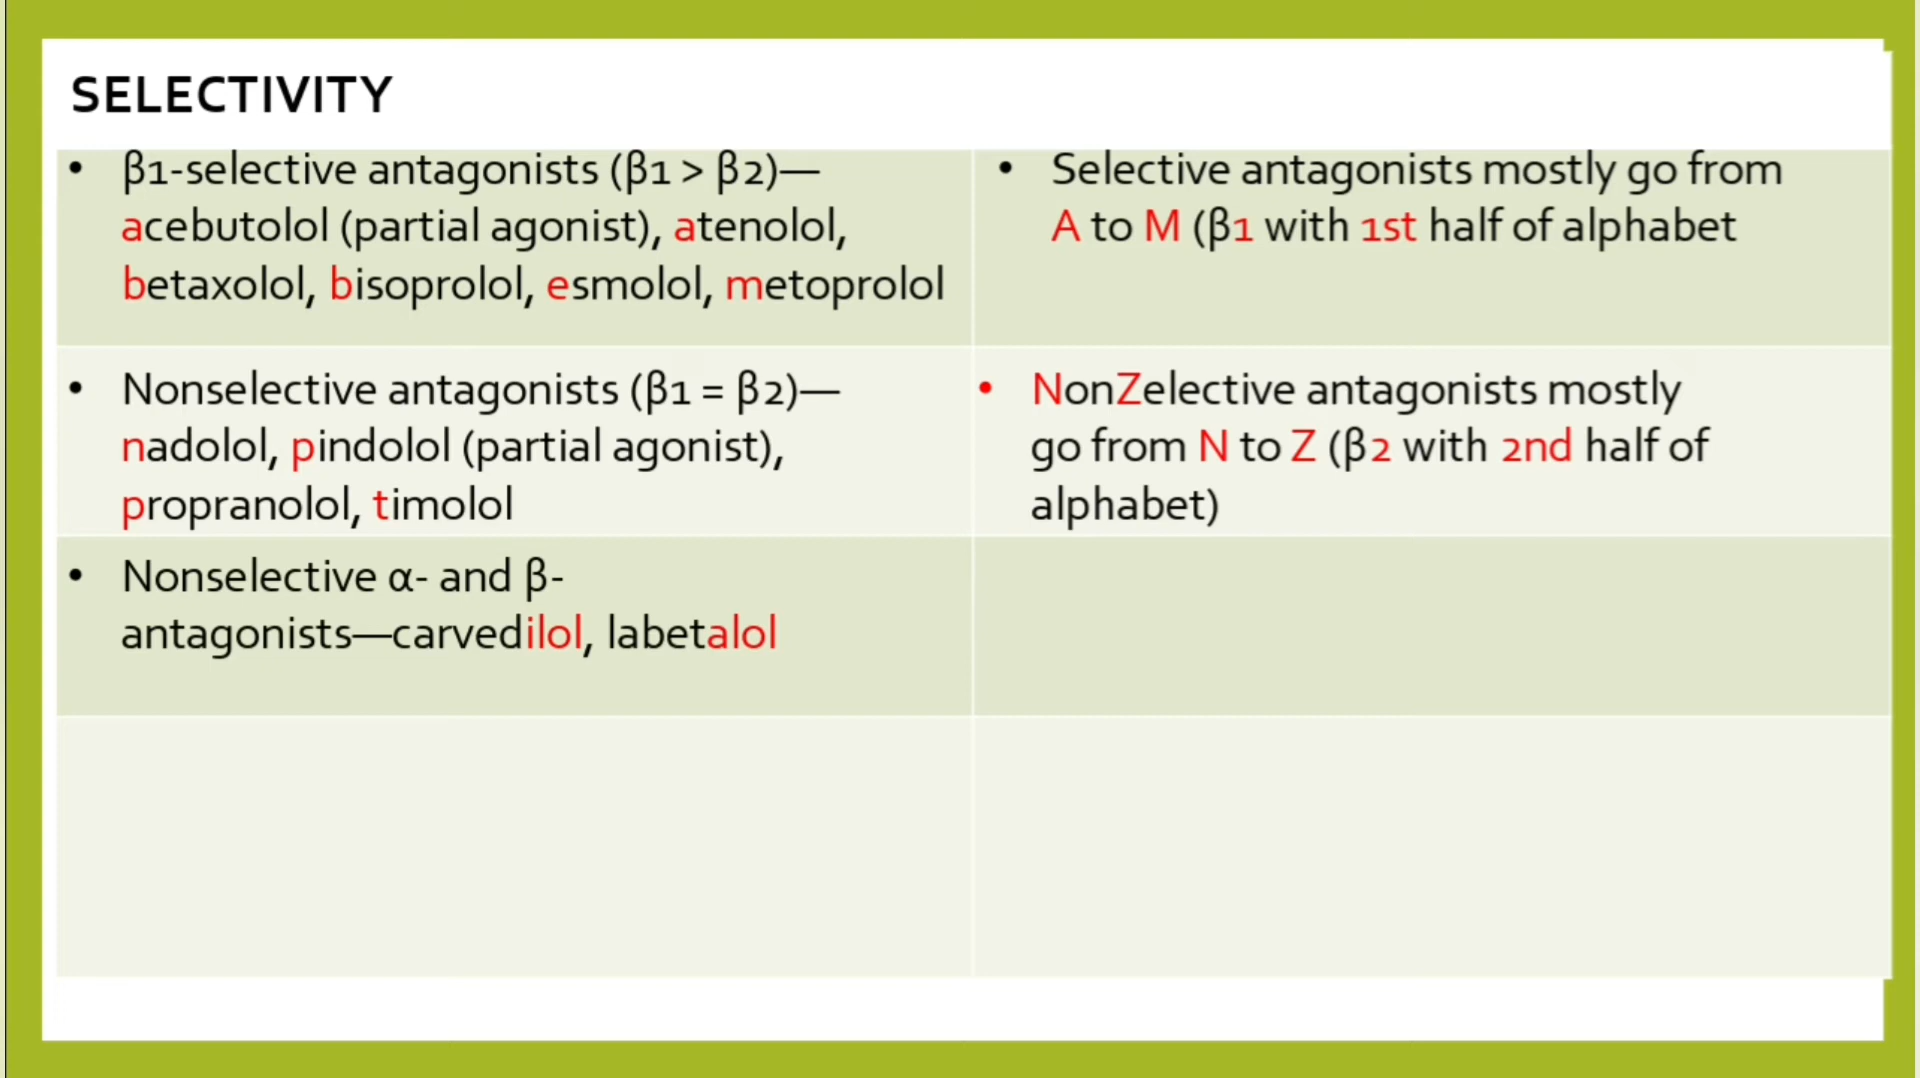 SELECTIVITY
• β1-selective antagonists (β1 > β2)—
acebutolol (partial agonist), atenolol,
betaxolol, bisoprolol, esmolol, metoprolol
• Selective antagonists mostly go from
A to M (β1 with 1st half of alphabet
• Nonselective antagonists (β1 = β2)—
nadolol, pindolol (partial agonist),
propranolol, timolol
• NonZelective antagonists mostly
go from N to Z (β2 with 2nd half of
alphabet)
• Nonselective α- and β-
antagonists—carvedilol, labetalol